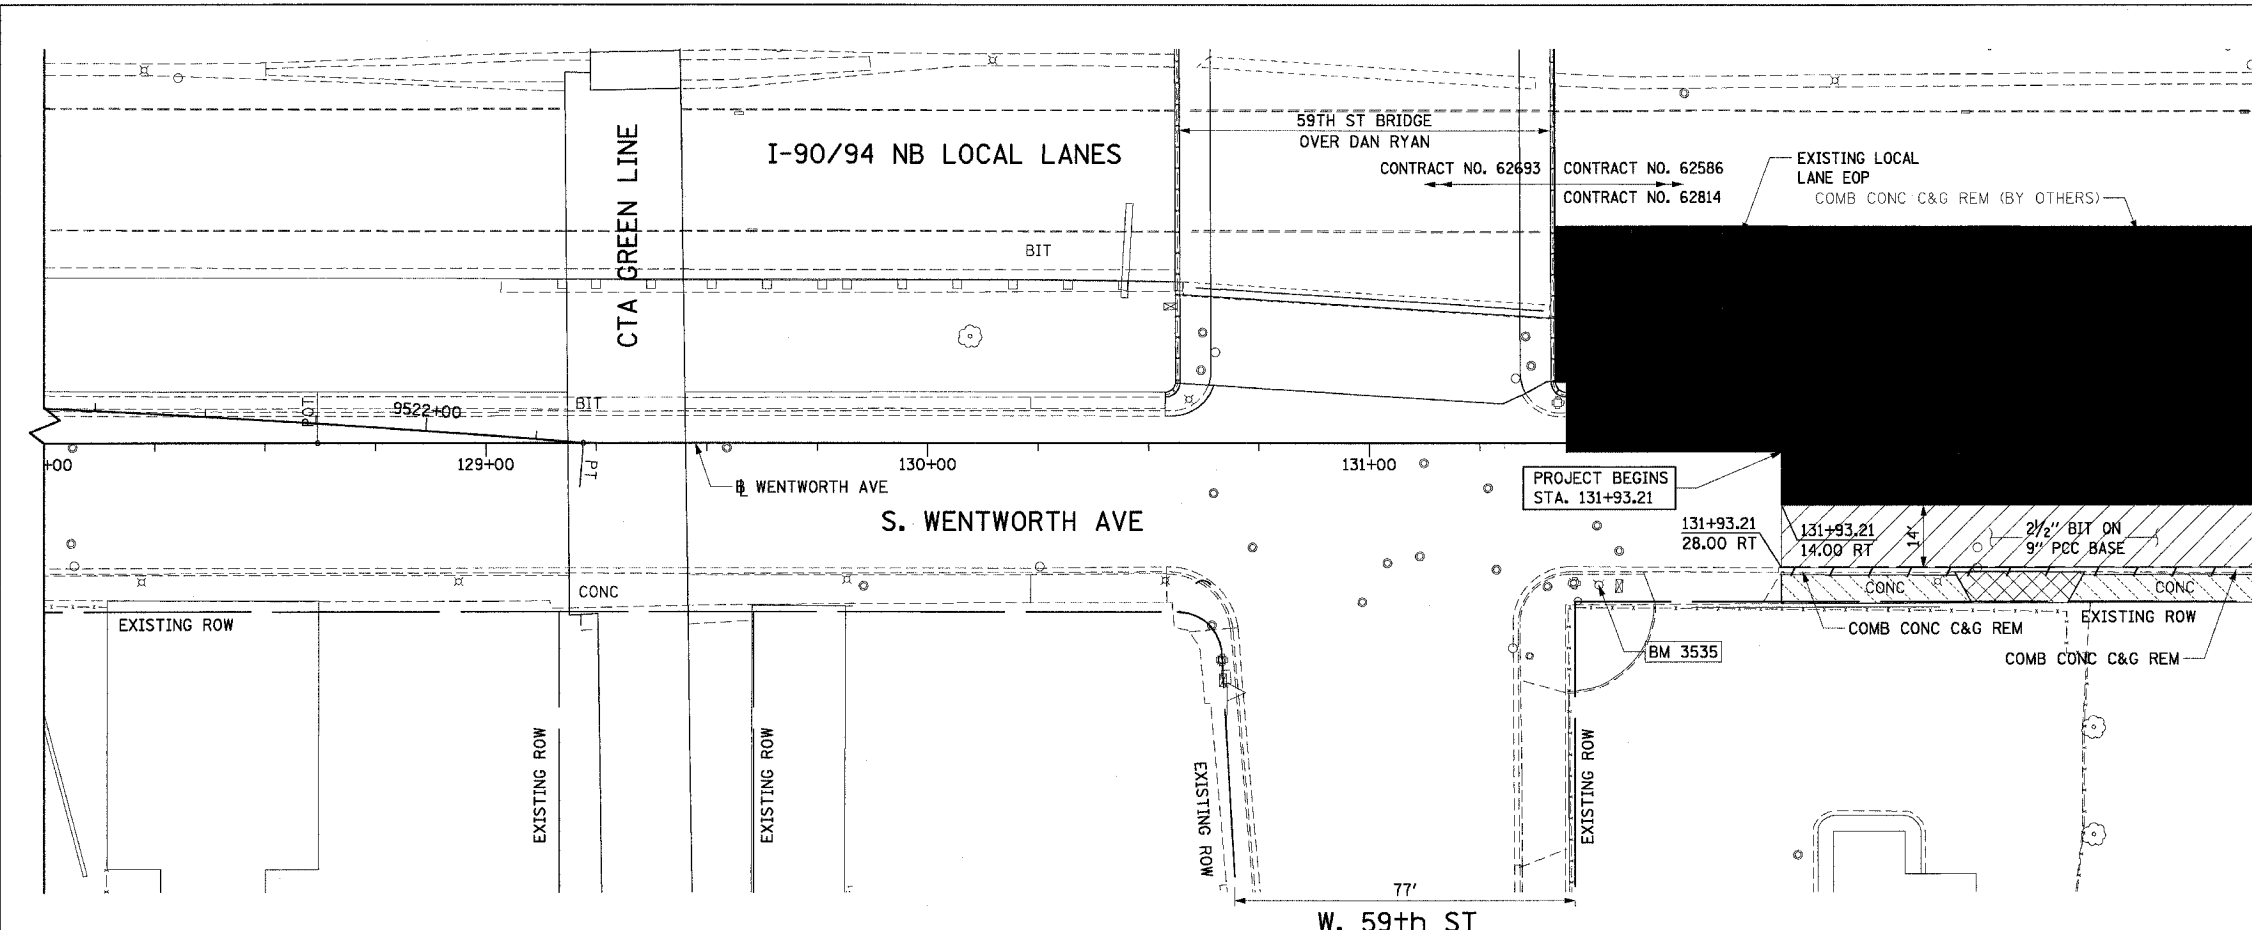 59TH ST BRIDGE
OVER DAN RYAN
I-90/94 NB LOCAL LANES
CONTRACT NO. 62693
CONTRACT NO. 62586
CONTRACT NO. 62814
EXISTING LOCAL
LANE EOP
COMB CONC C&G REM (BY OTHERS)
CTA GREEN LINE
BIT
POT
9522+00
BIT
+00
129+00
PT
130+00
131+00
℄ WENTWORTH AVE
PROJECT BEGINS
STA. 131+93.21
S. WENTWORTH AVE
131+93.21
28.00 RT
131+93.21
14.00 RT
14'
2½" BIT ON
9" PCC BASE
CONC
CONC
CONC
EXISTING ROW
EXISTING ROW
COMB CONC C&G REM
BM 3535
COMB CONC C&G REM
EXISTING ROW
EXISTING ROW
EXISTING ROW
EXISTING ROW
77'
W. 59th ST